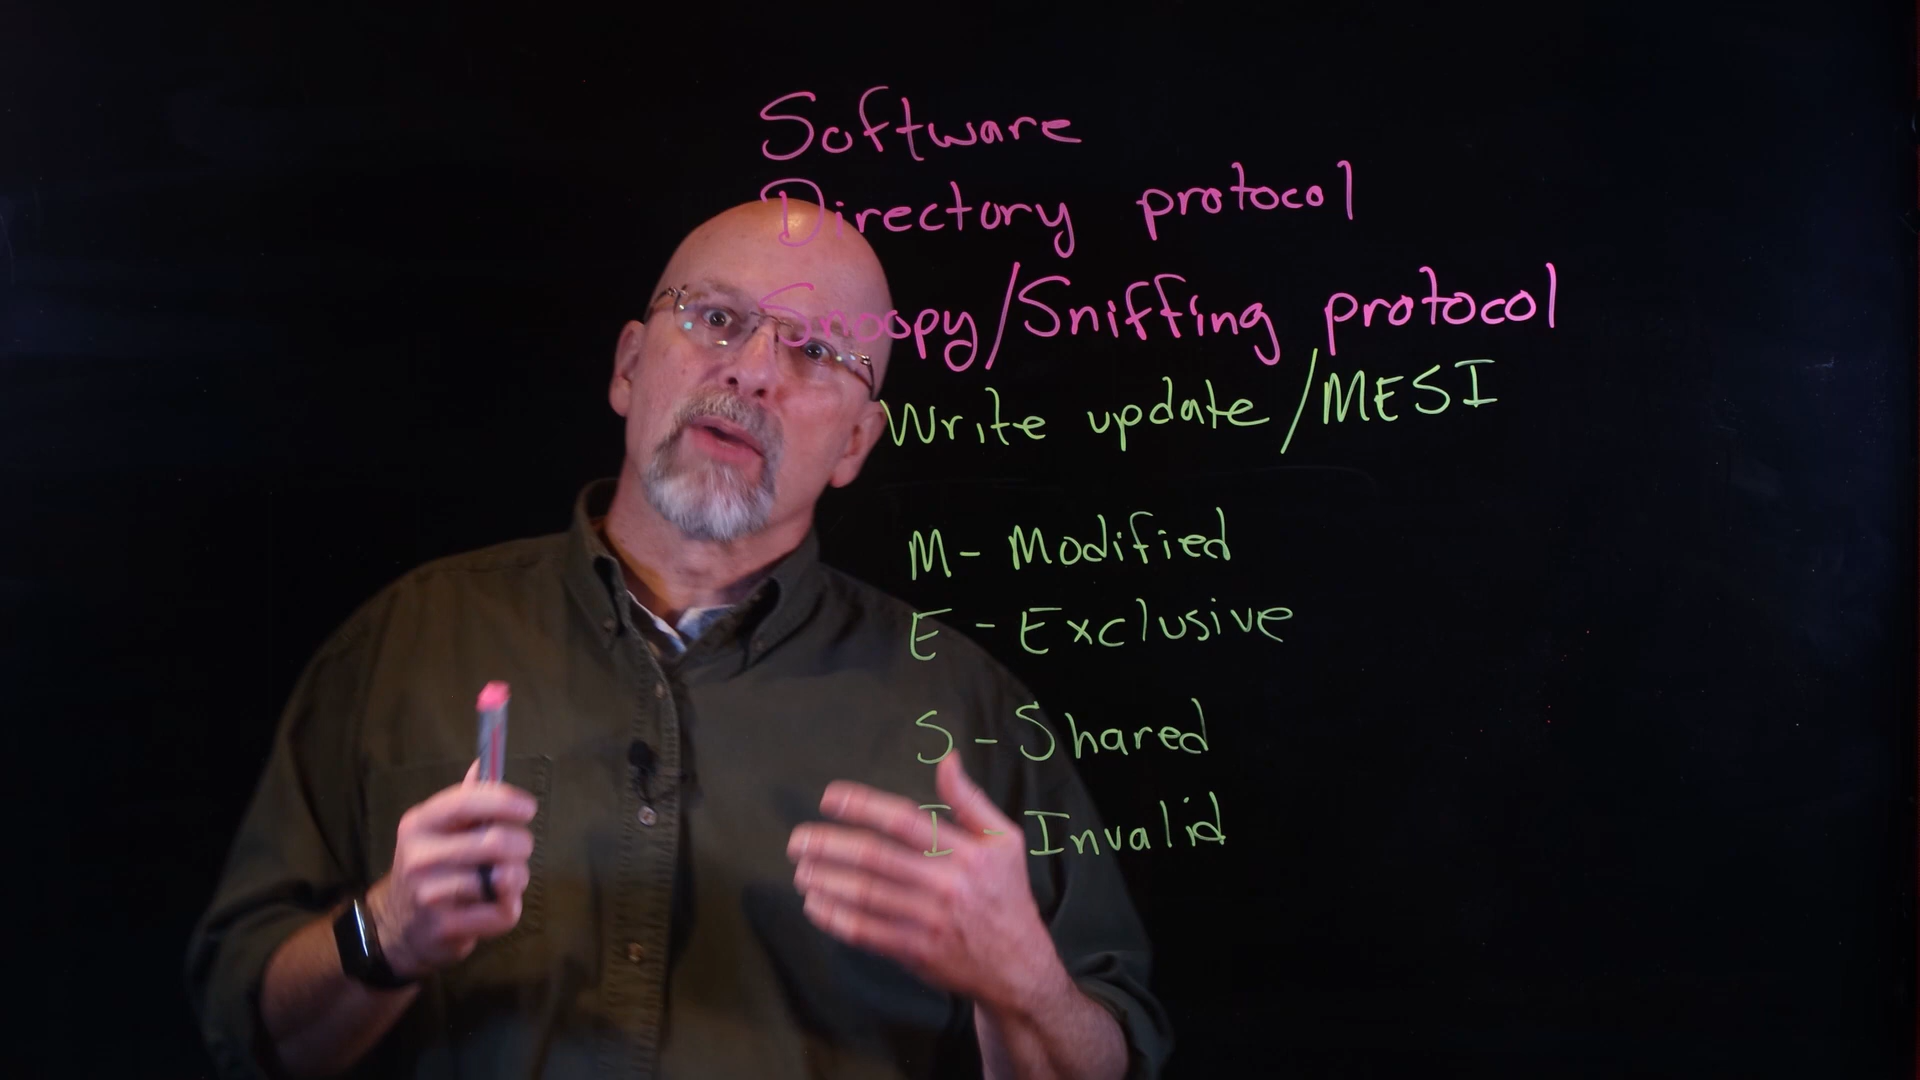 Software
Directory protocol
Snoopy/Sniffing protocol
Write update/MESI
M - Modified
E - Exclusive
S - Shared
I - Invalid